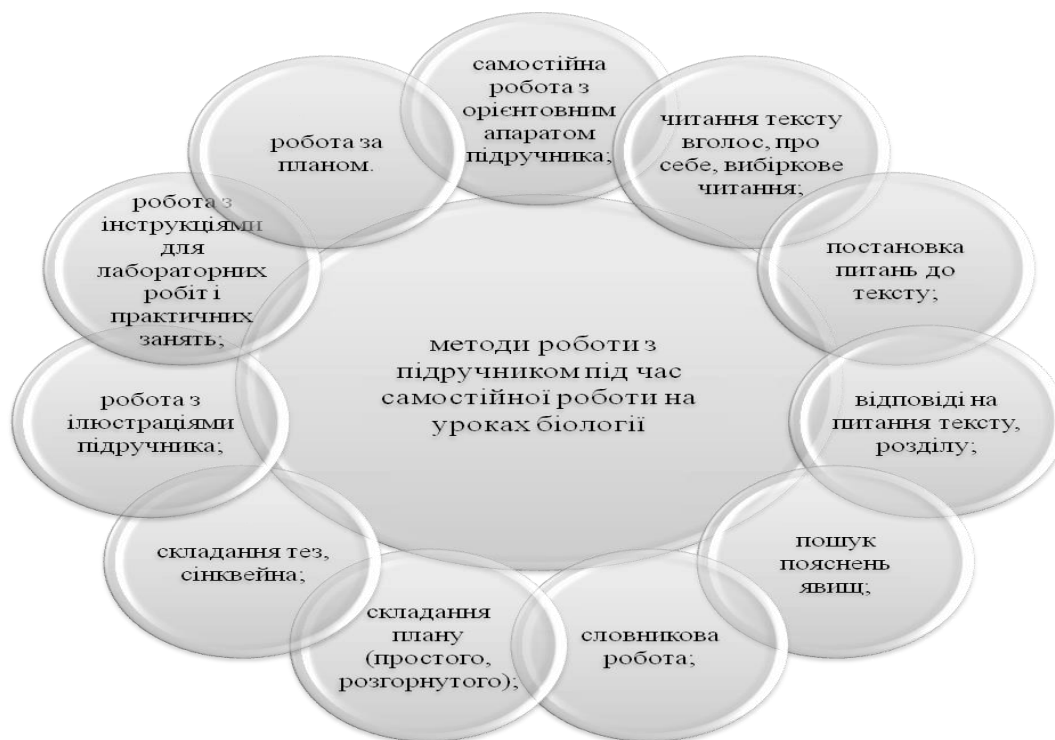 самостійна
робота з
орієнтовним
апаратом
підручника;
читання тексту
вголос, про
себе, вибіркове
читання;
постановка
питань до
тексту;
відповіді на
питання тексту,
розділу;
пошук
пояснень
явищ;
словникова
робота;
складання
плану
(простого,
розгорнутого);
складання тез,
сінквейна;
робота з
ілюстраціями
підручника;
робота з
інструкціями
для
лабораторних
робіт і
практичних
занять;
робота за
планом.
методи роботи з
підручником під час
самостійної роботи на
уроках біології